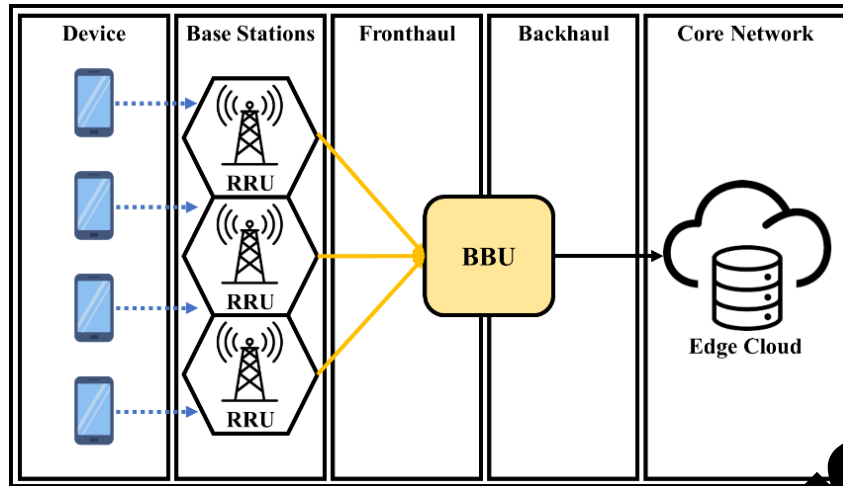 Device
Base Stations
Fronthaul
Backhaul
Core Network
RRU
RRU
BBU
RRU
Edge Cloud